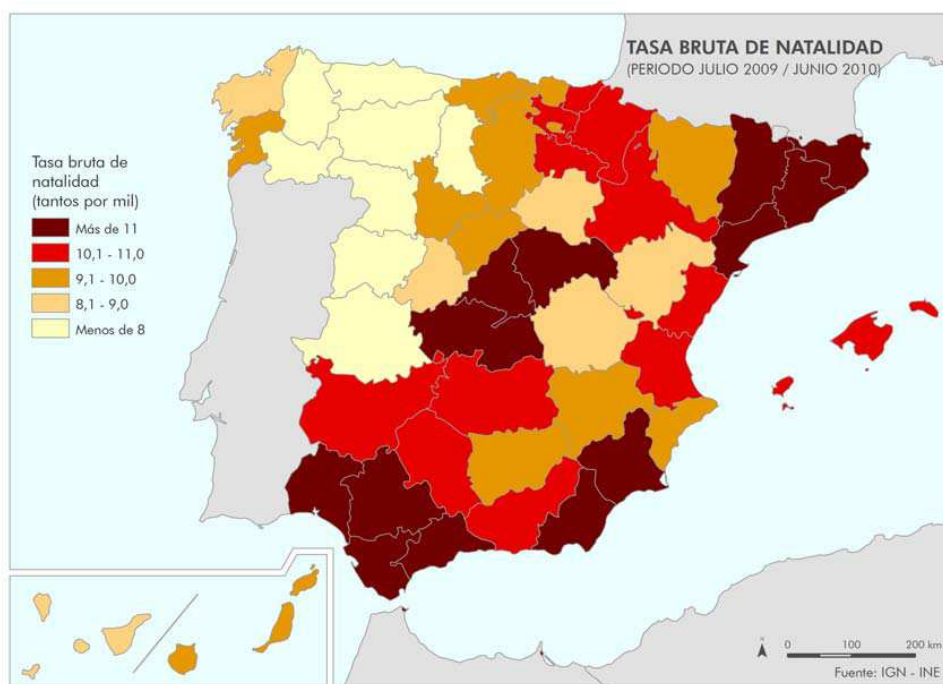 TASA BRUTA DE NATALIDAD
(PERIODO JULIO 2009 / JUNIO 2010)
Tasa bruta de
natalidad
(tantos por mil)
Más de 11
10,1 - 11,0
9,1 - 10,0
8,1 - 9,0
Menos de 8
N
0 100 200 km
Fuente: IGN - INE